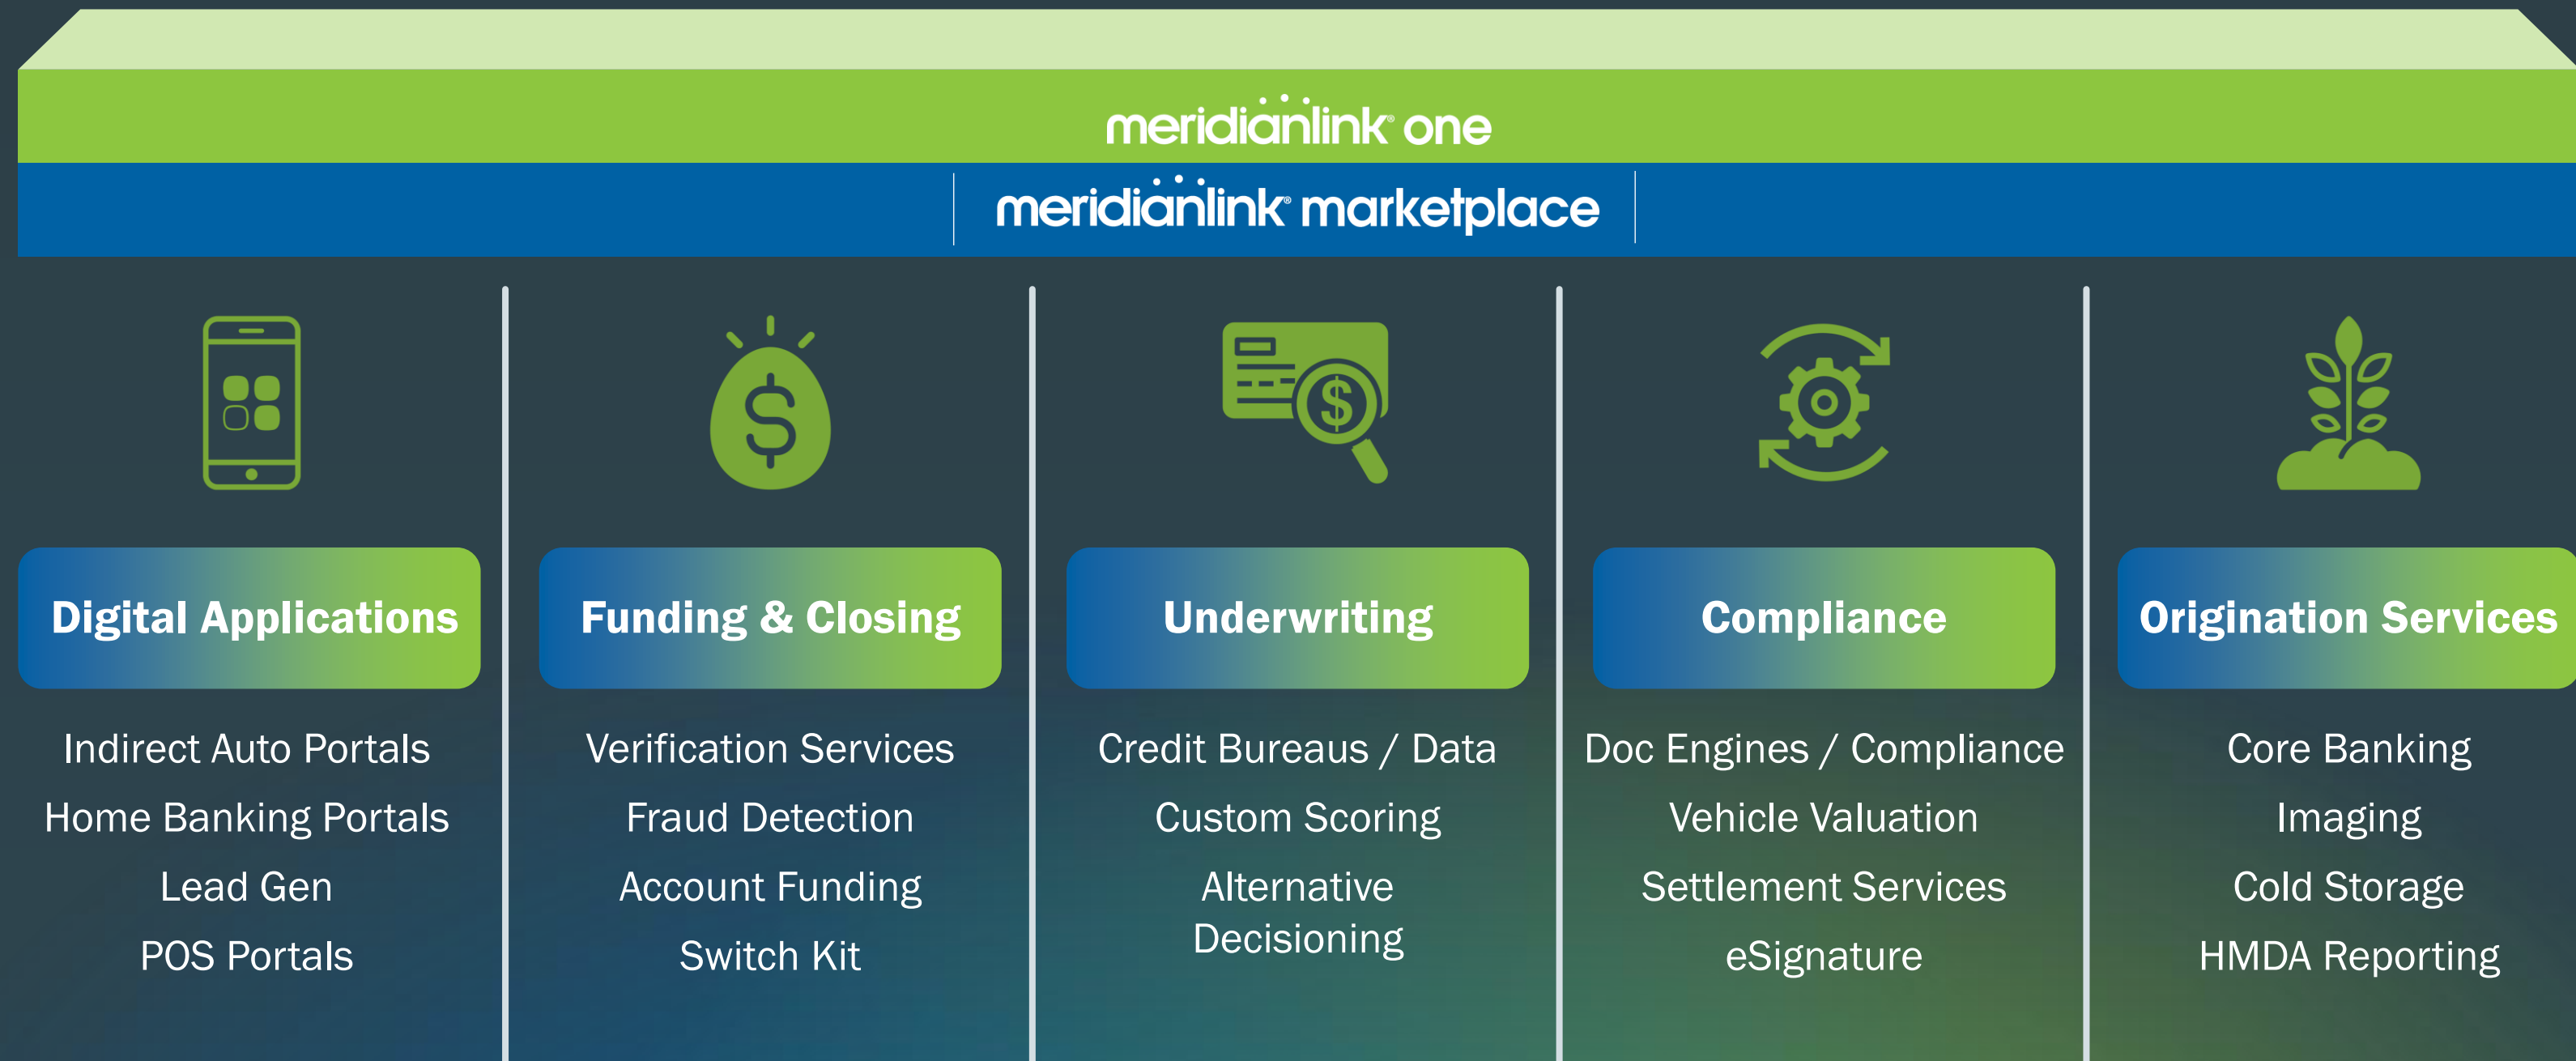 meridianlink® one
meridianlink® marketplace
Digital Applications
Indirect Auto Portals
Home Banking Portals
Lead Gen
POS Portals
Funding & Closing
Verification Services
Fraud Detection
Account Funding
Switch Kit
Underwriting
Credit Bureaus / Data
Custom Scoring
Alternative
Decisioning
Compliance
Doc Engines / Compliance
Vehicle Valuation
Settlement Services
eSignature
Origination Services
Core Banking
Imaging
Cold Storage
HMDA Reporting